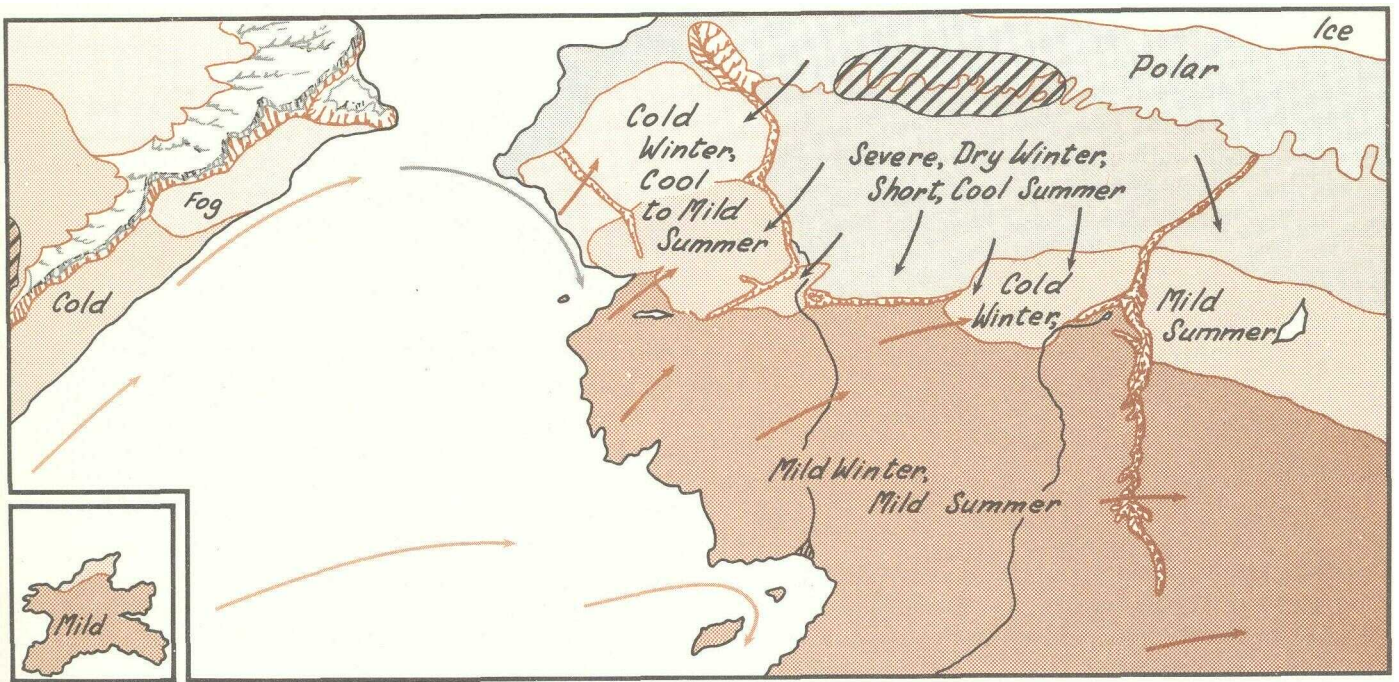 Ice
Polar
Cold
Winter,
Cool
to Mild
Summer
Severe, Dry Winter,
Short, Cool Summer
Fog
Cold
Cold
Winter,
Mild
Summer
Mild Winter,
Mild Summer
Mild